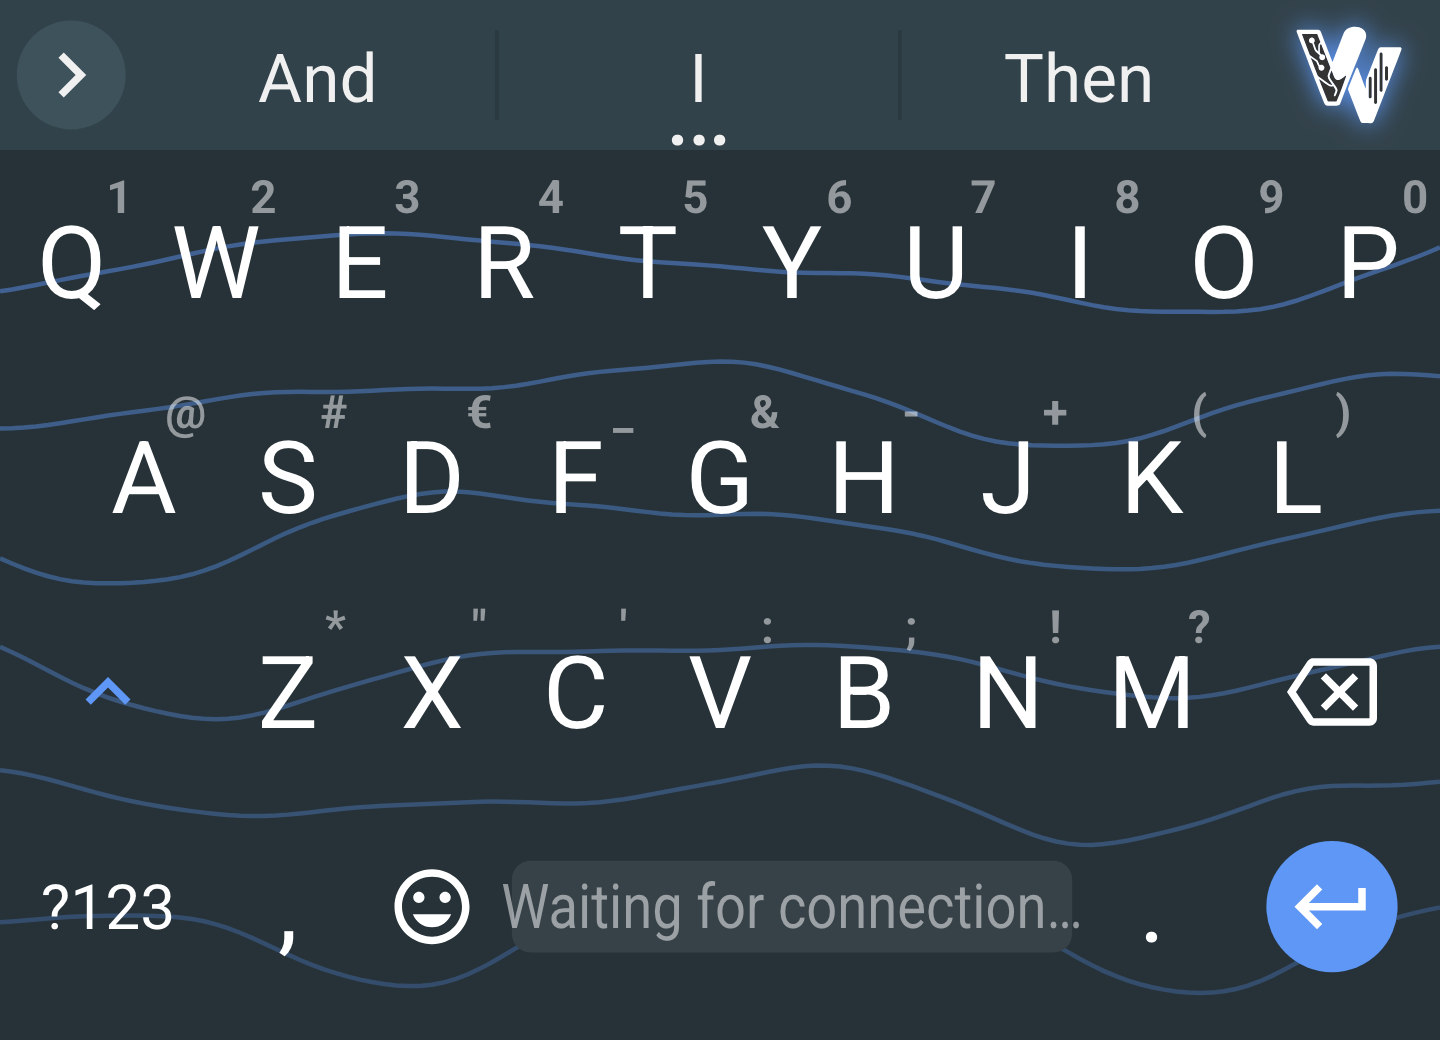 And I Then
1 2 3 4 5 6 7 8 9 0
Q W E R T Y U I O P
@ # € _ & - + ( )
A S D F G H J K L
* " ' : ; ! ?
Z X C V B N M
?123 , Waiting for connection... .